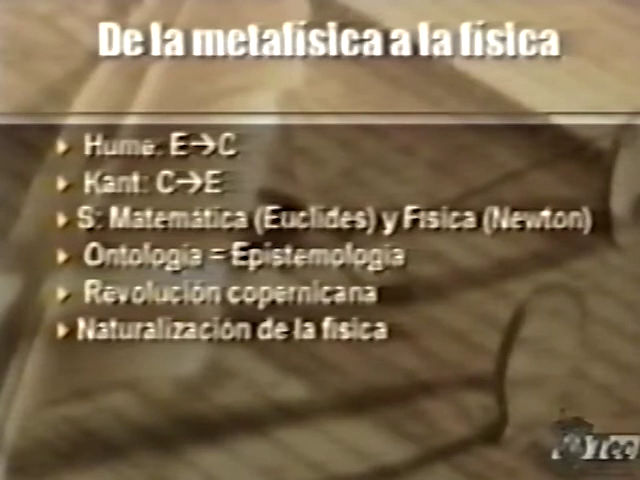 De la metafísica a la física
Hume: E→C
Kant: C→E
S: Matemática (Euclides) y Física (Newton)
Ontología = Epistemología
Revolución copernicana
Naturalización de la física